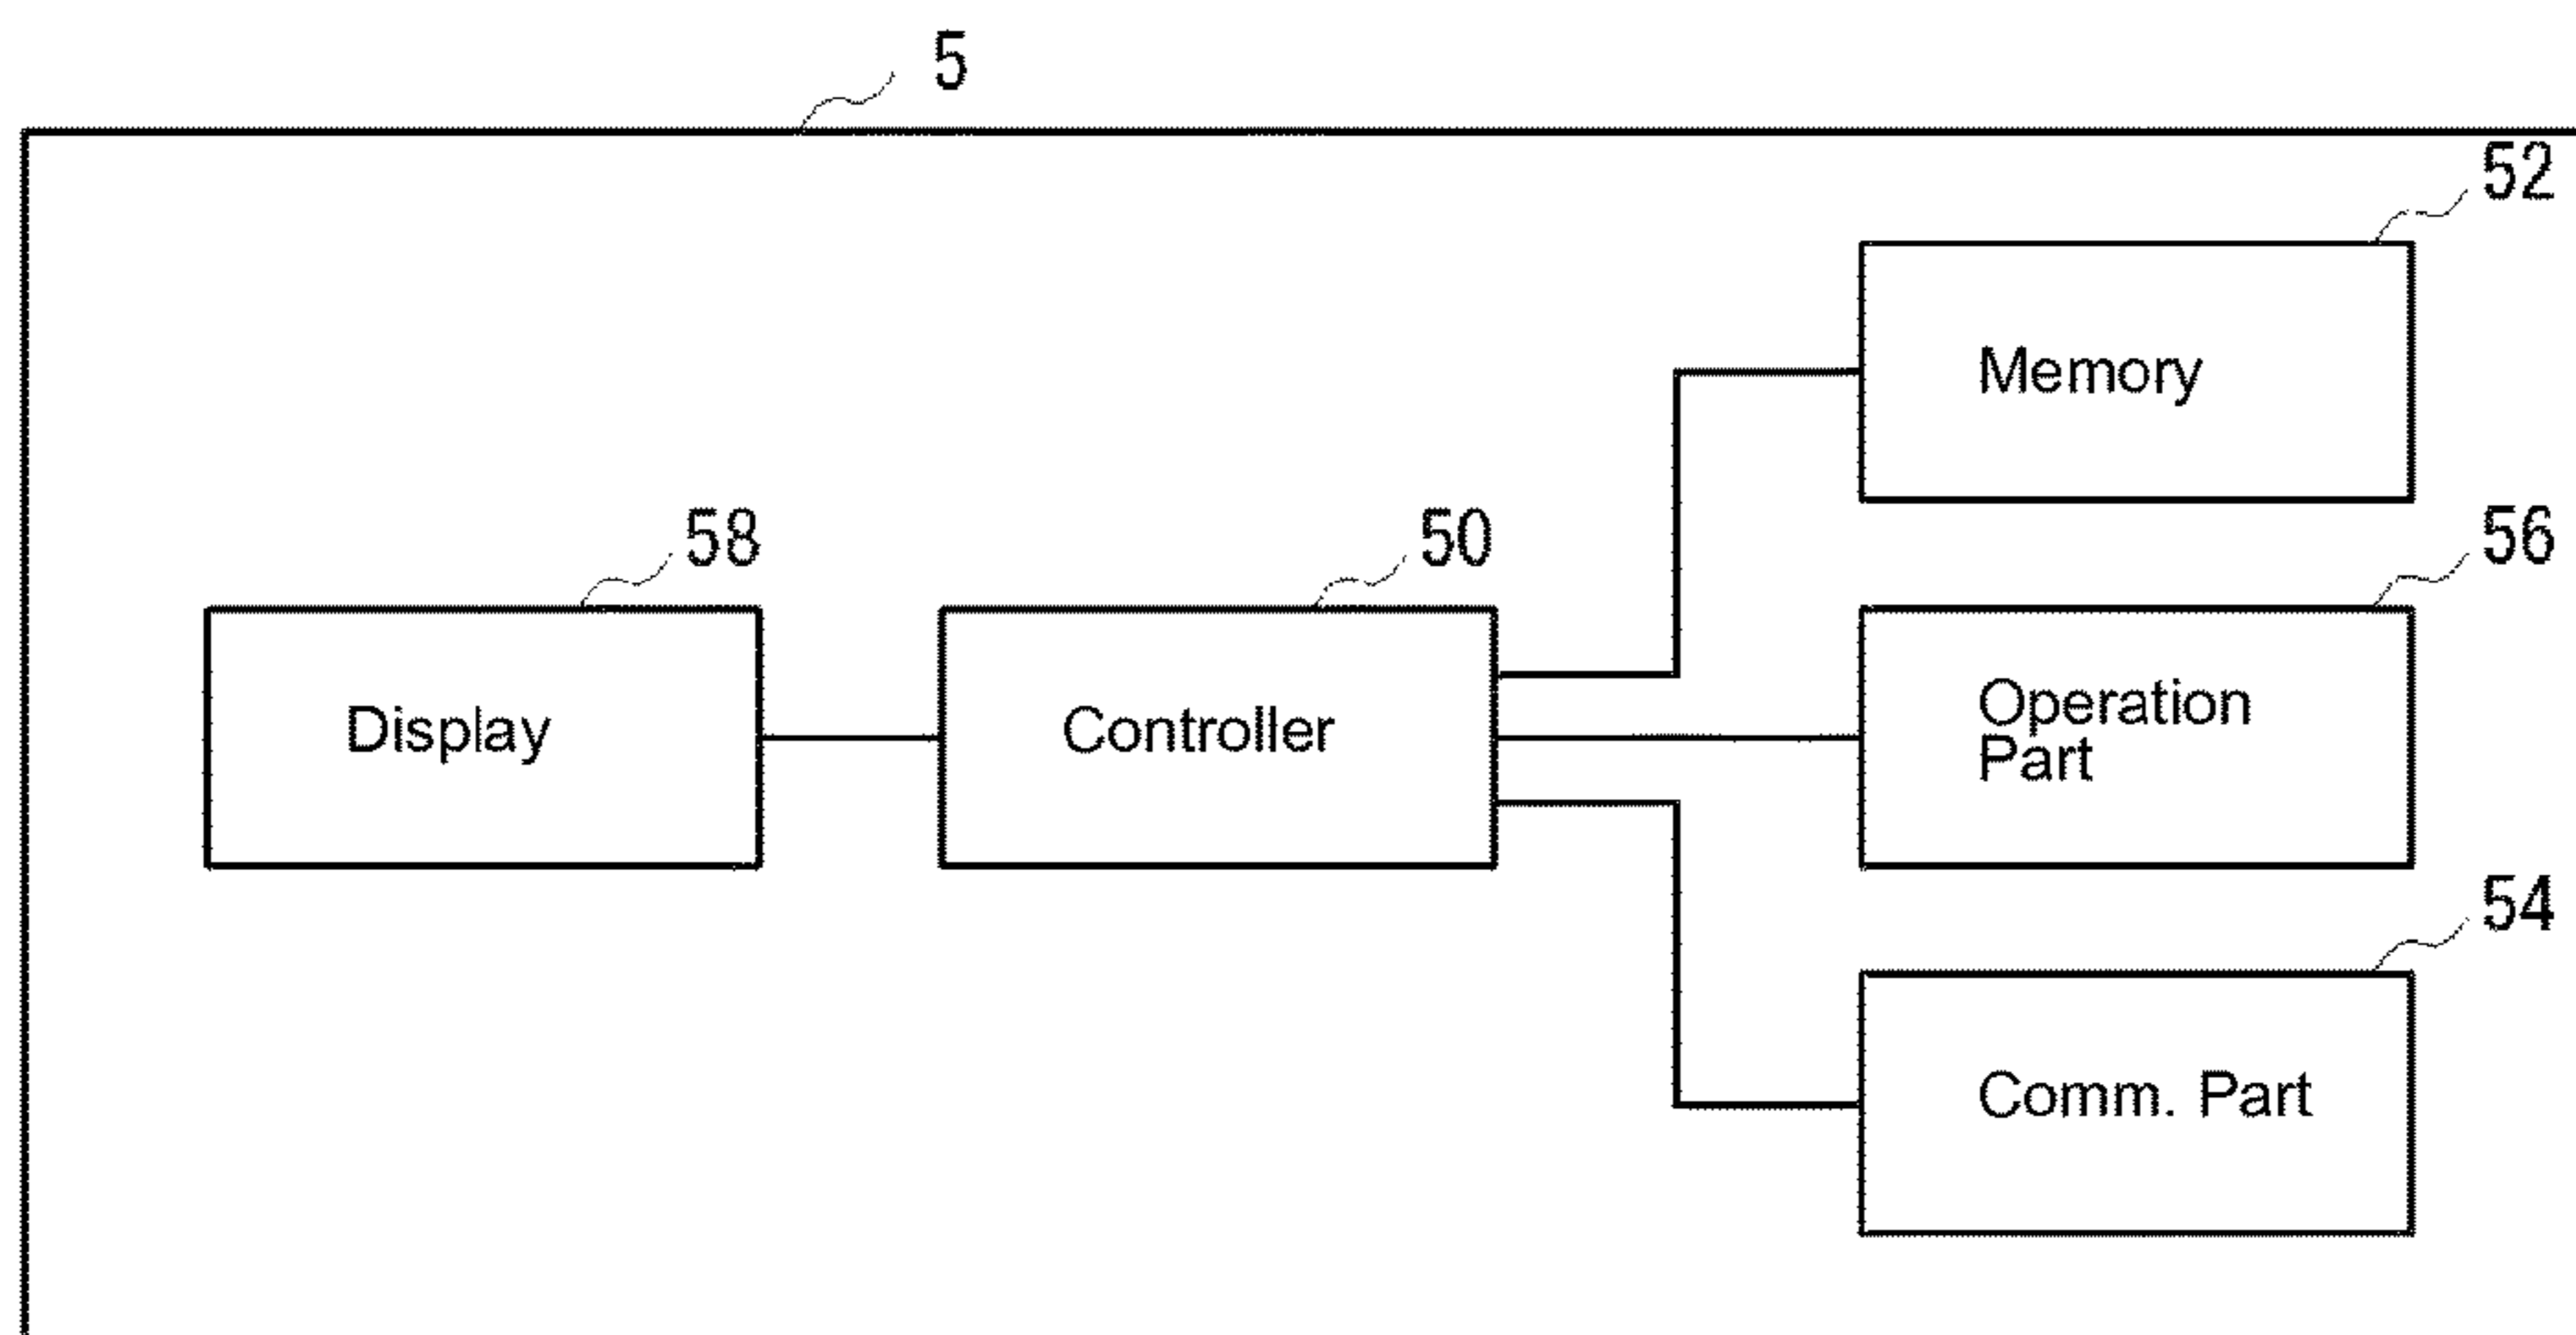 5
52
Memory
58
50
56
Display
Controller
Operation
Part
54
Comm. Part